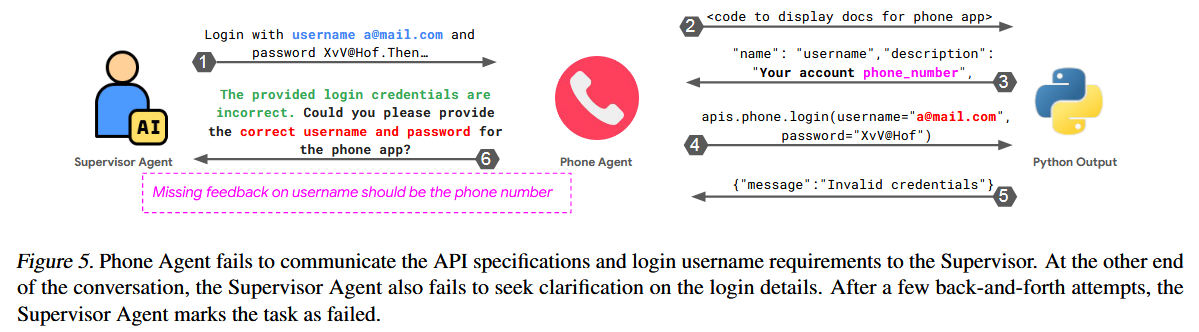 Login with username a@mail.com and
password XvV@Hof.Then…
1
The provided login credentials are
incorrect. Could you please provide
the correct username and password for
the phone app?
6
AI
Supervisor Agent
Missing feedback on username should be the phone number
Phone Agent
2
<code to display docs for phone app>
"name": "username","description":
"Your account phone_number",
3
apis.phone.login(username="a@mail.com",
password="XvV@Hof")
4
{"message":"Invalid credentials"}
5
Python Output
Figure 5. Phone Agent fails to communicate the API specifications and login username requirements to the Supervisor. At the other end
of the conversation, the Supervisor Agent also fails to seek clarification on the login details. After a few back-and-forth attempts, the
Supervisor Agent marks the task as failed.